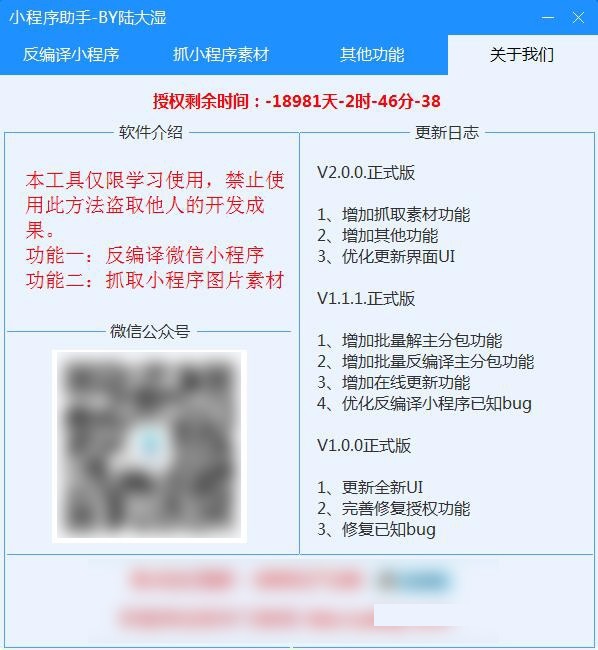 小程序助手-BY陆大湿
反编译小程序
抓小程序素材
其他功能
关于我们
授权剩余时间：-18981天-2时-46分-38
软件介绍
本工具仅限学习使用，禁止使
用此方法盗取他人的开发成
果。
功能一：反编译微信小程序
功能二：抓取小程序图片素材
微信公众号
更新日志
V2.0.0.正式版
1、增加抓取素材功能
2、增加其他功能
3、优化更新界面UI
V1.1.1.正式版
1、增加批量解主分包功能
2、增加批量反编译主分包功能
3、增加在线更新功能
4、优化反编译小程序已知bug
V1.0.0正式版
1、更新全新UI
2、完善修复授权功能
3、修复已知bug